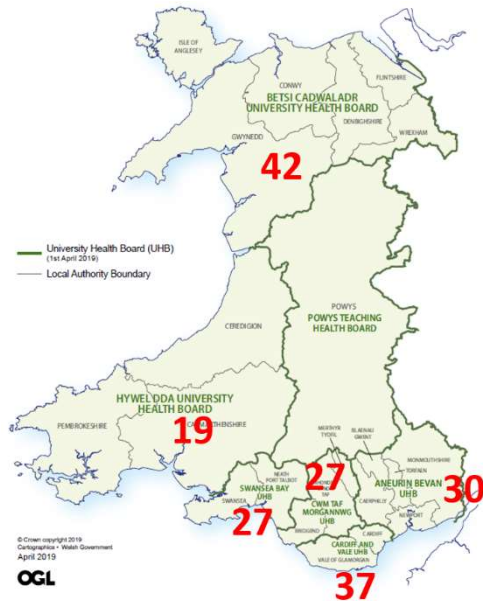 ISLE OF
ANGLESEY
CONWY
FLINTSHIRE
BETSI CADWALADR
UNIVERSITY HEALTH BOARD
DENBIGHSHIRE
GWYNEDD
WREXHAM
42
University Health Board (UHB)
(1st April 2019)
Local Authority Boundary
CEREDIGION
POWYS
POWYS TEACHING
HEALTH BOARD
HYWEL DDA UNIVERSITY
HEALTH BOARD
PEMBROKESHIRE
19
MERTHYR
TYDFIL
BLAENAU
GWENT
MONMOUTHSHIRE
TORFAEN
NEATH
PORT TALBOT
27
SWANSEA BAY
UHB
SWANSEA
27
TAF
CWM TAF
MORGANNWG
UHB
BRIDGEND
CAERPHILLY
ANEURIN BEVAN
UHB
30
NEWPORT
CARDIFF
CARDIFF AND
VALE UHB
VALE OF GLAMORGAN
37
© Crown copyright 2019
Cartographics • Welsh Government
April 2019
OGL